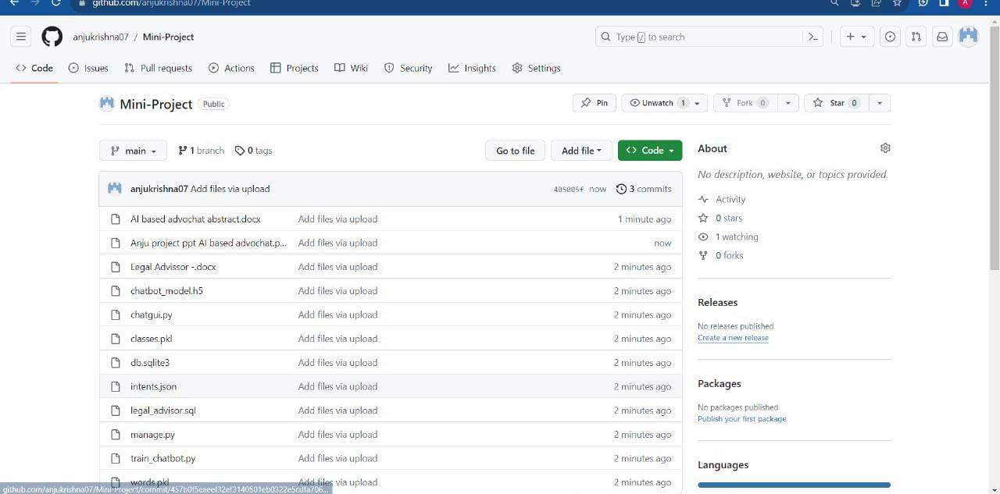 github.com/anjukrishna07/Mini-Project
A
anjukrishna07 / Mini-Project
Type / to search
Code Issues Pull requests Actions Projects Wiki Security Insights Settings
Mini-Project Public
Pin Unwatch 1 Fork 0 Star 0
main 1 branch 0 tags Go to file Add file Code
anjukrishna07 Add files via upload 405005f now 3 commits
AI based advochat abstract.docx Add files via upload 1 minute ago
Anju project ppt AI based advochat.p... Add files via upload now
Legal Advissor -.docx Add files via upload 2 minutes ago
chatbot_model.h5 Add files via upload 2 minutes ago
chatgui.py Add files via upload 2 minutes ago
classes.pkl Add files via upload 2 minutes ago
db.sqlite3 Add files via upload 2 minutes ago
intents.json Add files via upload 2 minutes ago
legal_advisor.sql Add files via upload 2 minutes ago
manage.py Add files via upload 2 minutes ago
train_chatbot.py Add files via upload 2 minutes ago
words.pkl Add files via upload 2 minutes ago
About
No description, website, or topics provided.
Activity
0 stars
1 watching
0 forks
Releases
No releases published
Create a new release
Packages
No packages published
Publish your first package
Languages
github.com/anjukrishna07/Mini-Project/commit/457b0f5eaeef32ef3140501eb0322e5cdfa706...